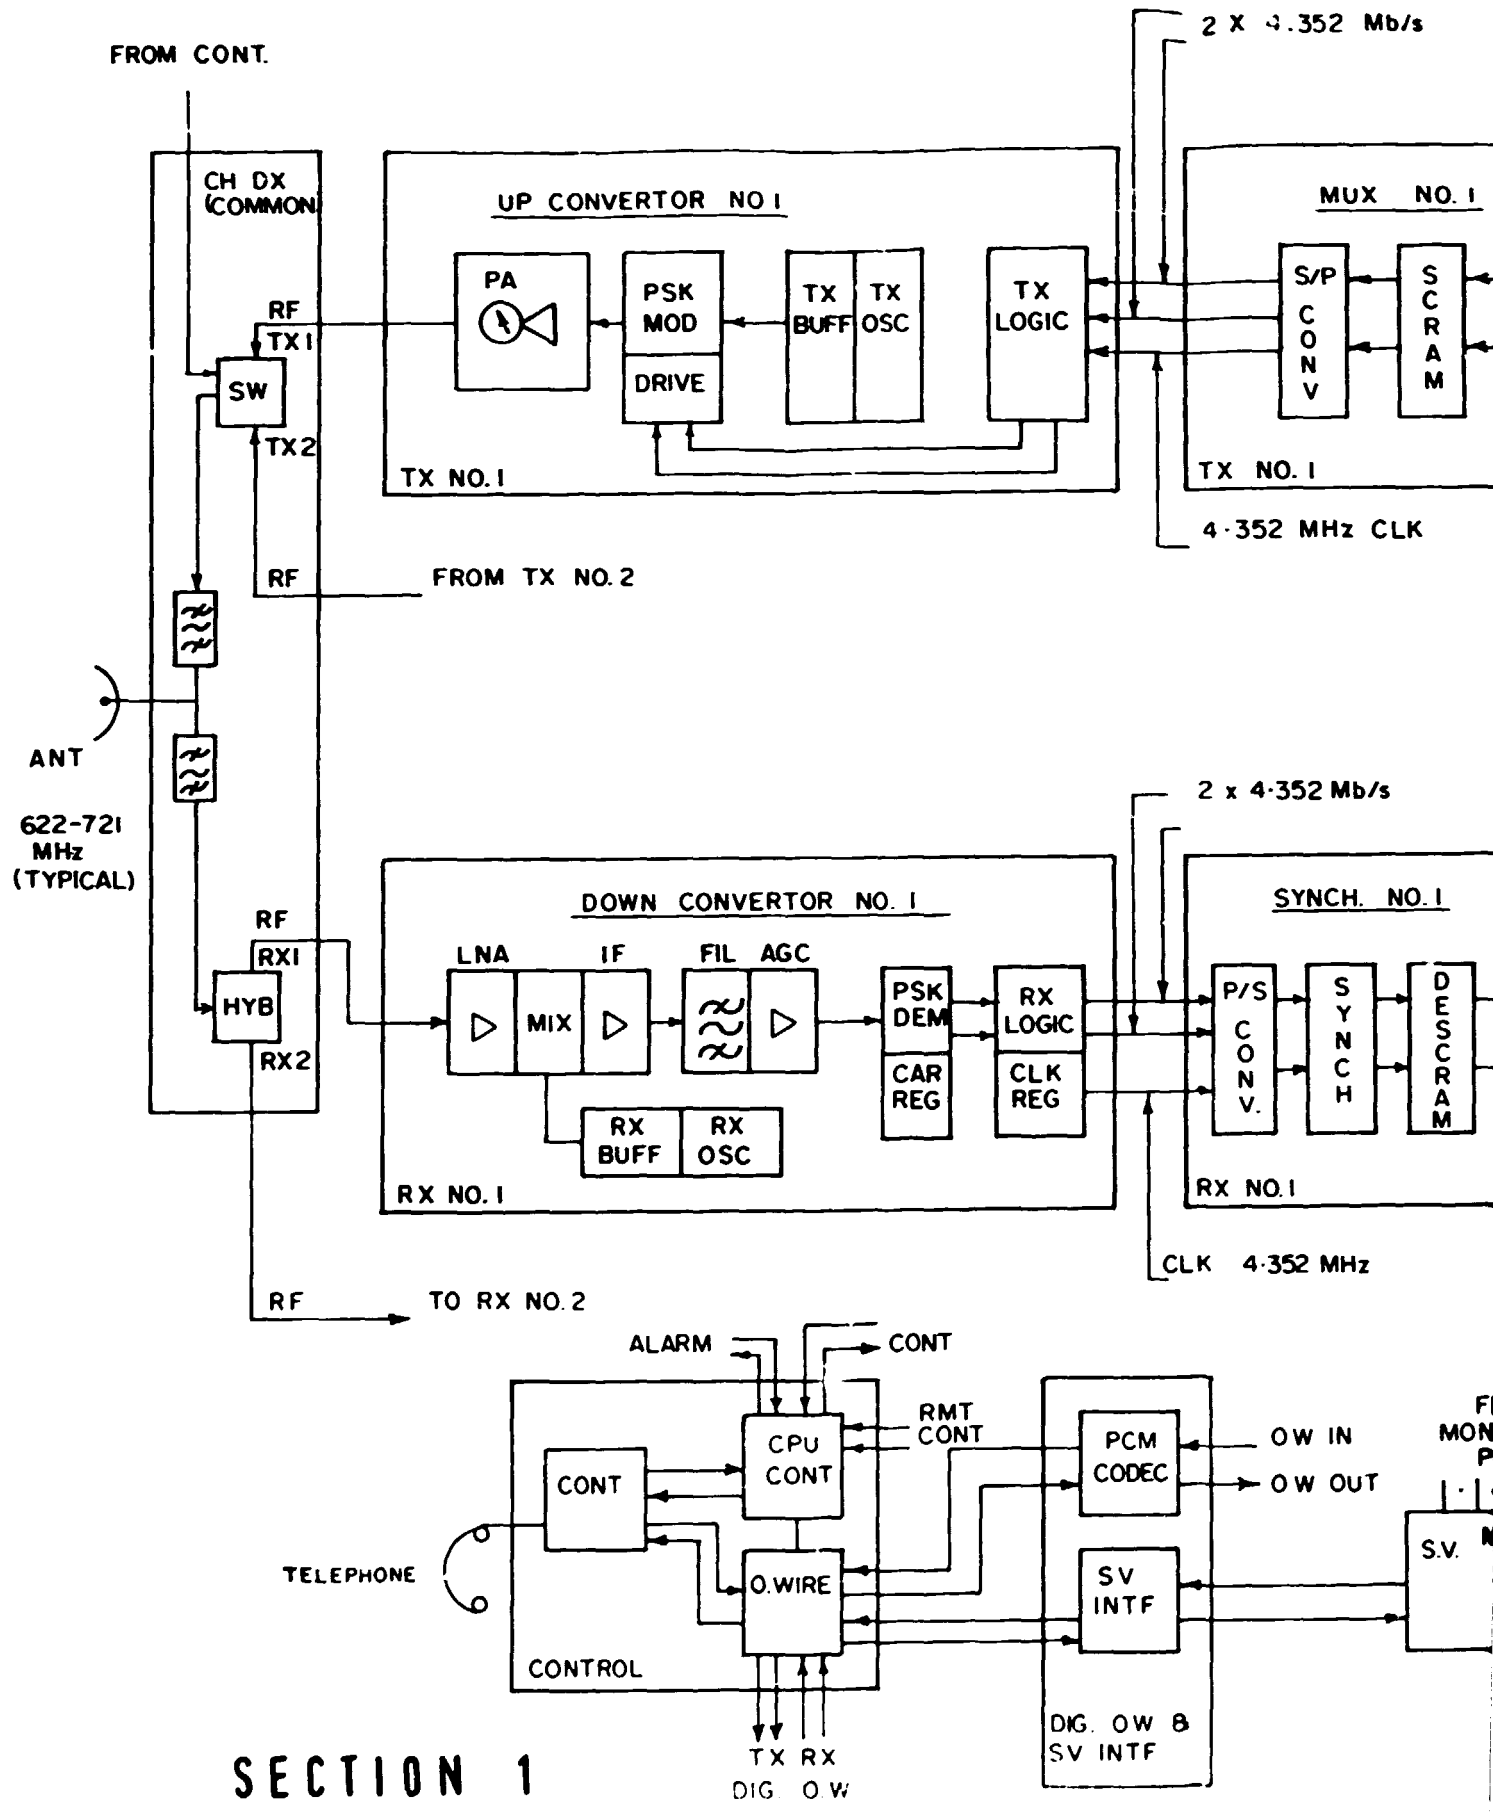 2 X 4.352 Mb/s
FROM CONT.
CH DX
(COMMON)
UP CONVERTOR NO 1
MUX NO. 1
PA
PSK
MOD
DRIVE
TX
BUFF
TX
OSC
TX
LOGIC
S/P
CONV
SCRAM
RF
TX1
SW
TX2
TX NO. 1
TX NO. 1
4.352 MHz CLK
RF
FROM TX NO. 2
ANT
622-721
MHz
(TYPICAL)
2 x 4.352 Mb/s
DOWN CONVERTOR NO. 1
SYNCH. NO. 1
RF
RX1
HYB
RX2
LNA
MIX
IF
FIL
AGC
PSK
DEM
CAR
REG
RX
LOGIC
CLK
REG
P/S
CONV.
SYNCH
DESCRAM
RX
BUFF
RX
OSC
RX NO. 1
RX NO. 1
CLK 4.352 MHz
RF
TO RX NO. 2
ALARM
CONT
RMT
CONT
CPU
CONT
CONT
PCM
CODEC
OW IN
OW OUT
MON
TELEPHONE
O.WIRE
SV
INTF
S.V.
CONTROL
DIG. OW &
SV INTF
TX RX
DIG. O.W
SECTION 1